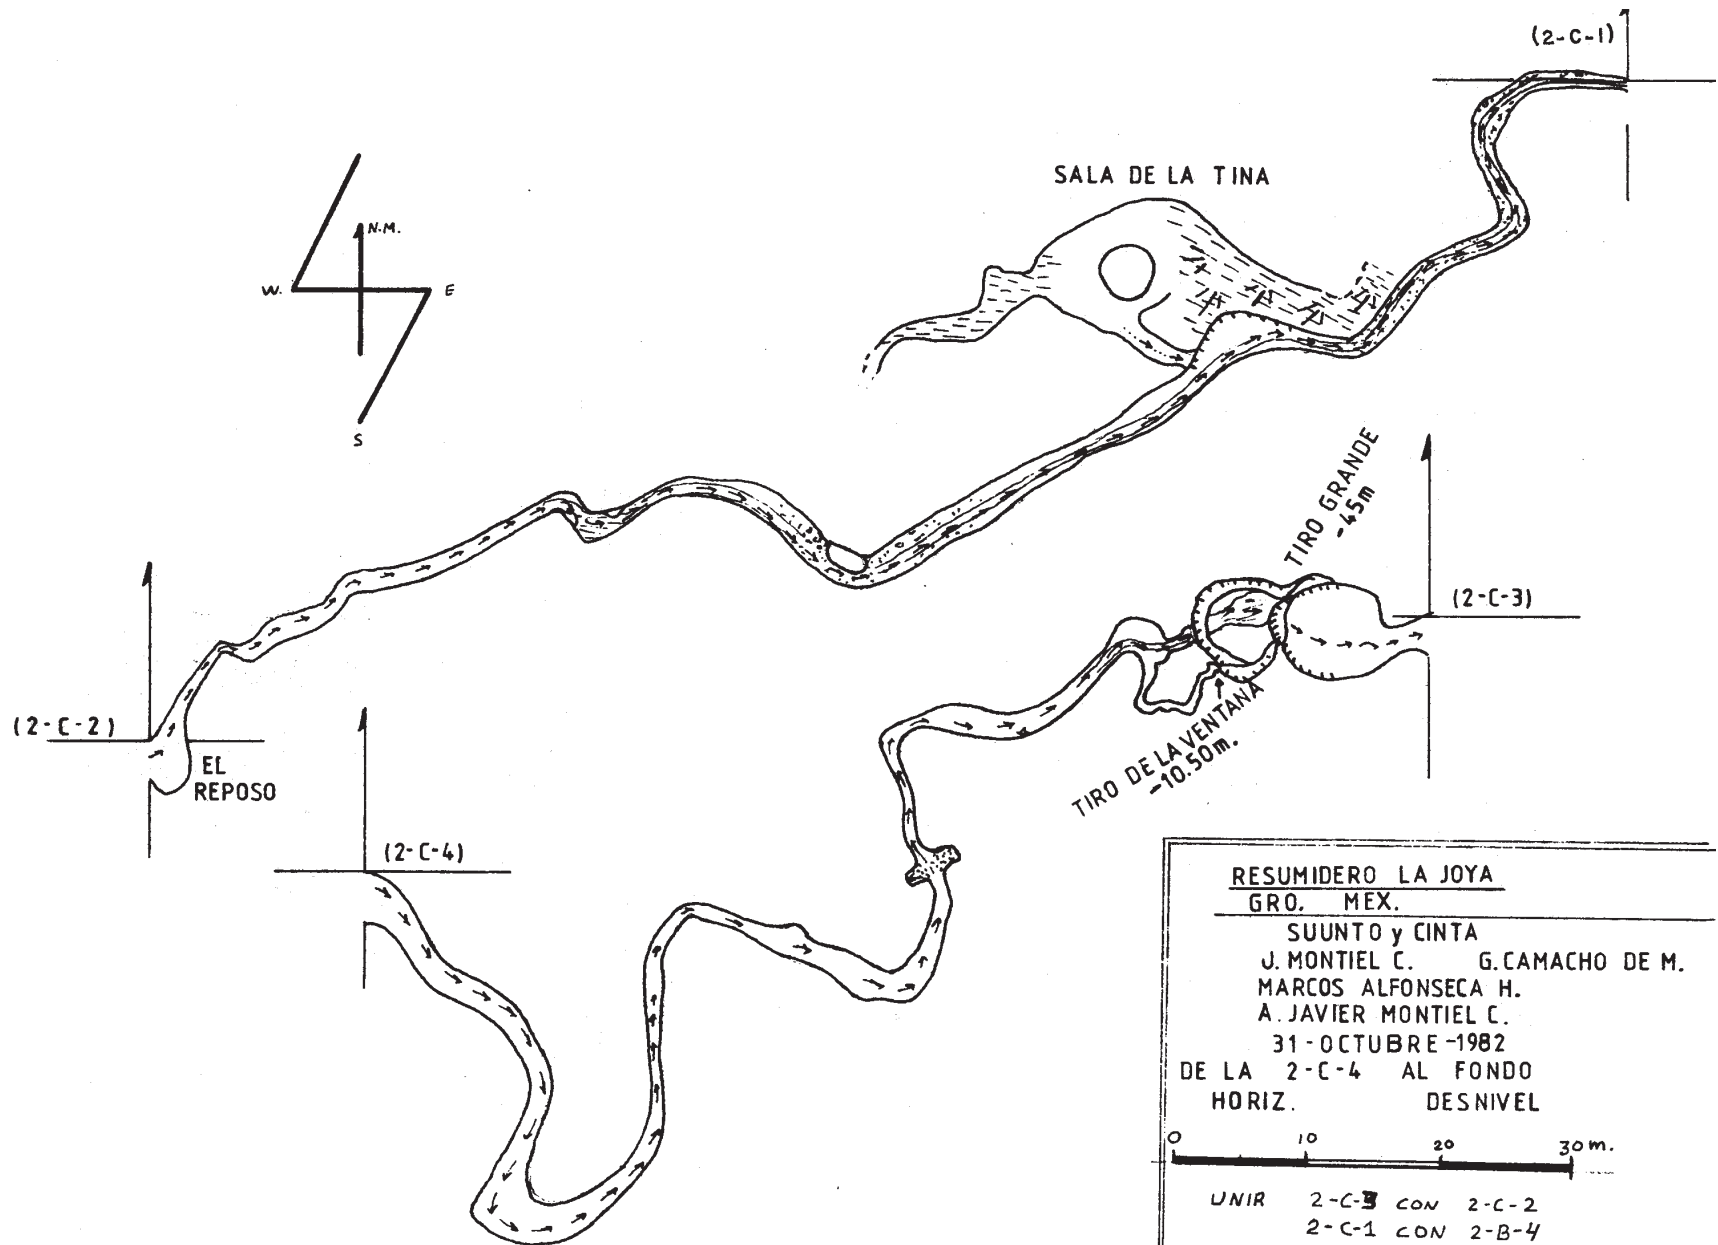 (2-C-1)
SALA DE LA TINA
N.M.
W.
E
S
TIRO GRANDE
-45m
(2-C-3)
(2-C-2)
EL
REPOSO
TIRO DE LA VENTANA
-10.50m.
(2-C-4)
RESUMIDERO LA JOYA
GRO. MEX.
SUUNTO y CINTA
J. MONTIEL C. G. CAMACHO DE M.
MARCOS ALFONSECA H.
A. JAVIER MONTIEL C.
31-OCTUBRE-1982
DE LA 2-C-4 AL FONDO
HORIZ. DESNIVEL
0 10 20 30 m.
UNIR 2-C-3 CON 2-C-2
2-C-1 CON 2-B-4